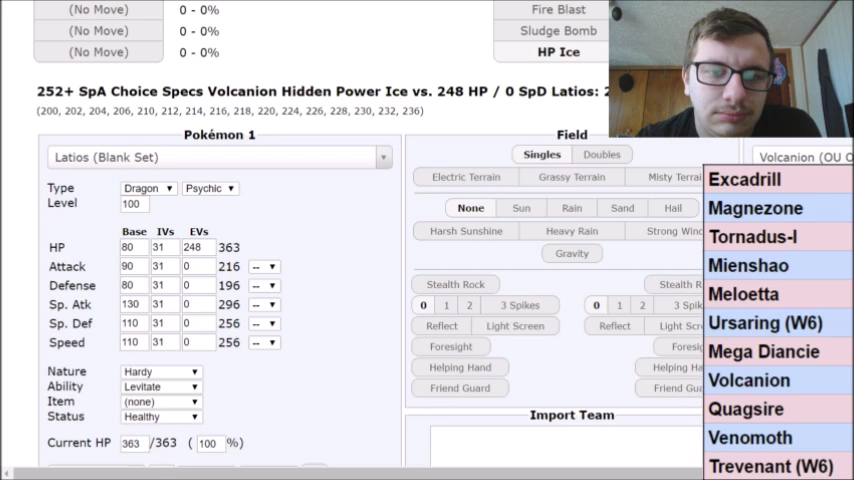 (No Move) 0 - 0% Fire Blast
(No Move) 0 - 0% Sludge Bomb
(No Move) 0 - 0% HP Ice
252+ SpA Choice Specs Volcanion Hidden Power Ice vs. 248 HP / 0 SpD Latios: 2
(200, 202, 204, 206, 210, 212, 214, 216, 218, 220, 224, 226, 228, 230, 232, 236)
Pokémon 1
Latios (Blank Set)
Type Dragon Psychic
Level 100
Base IVs EVs
HP 80 31 248 363
Attack 90 31 0 216 --
Defense 80 31 0 196 --
Sp. Atk 130 31 0 296 --
Sp. Def 110 31 0 256 --
Speed 110 31 0 256 --
Nature Hardy
Ability Levitate
Item (none)
Status Healthy
Current HP 363 /363 ( 100 %)
Field
Singles Doubles
Electric Terrain Grassy Terrain Misty Terrai
None Sun Rain Sand Hail
Harsh Sunshine Heavy Rain Strong Wind
Gravity
Stealth Rock Stealth R
0 1 2 3 Spikes 0 1 2 3 Spik
Reflect Light Screen Reflect Light Scre
Foresight Foresig
Helping Hand Helping Ha
Friend Guard Friend Gua
Import Team
Volcanion (OU O
Excadrill
Magnezone
Tornadus-I
Mienshao
Meloetta
Ursaring (W6)
Mega Diancie
Volcanion
Quagsire
Venomoth
Trevenant (W6)